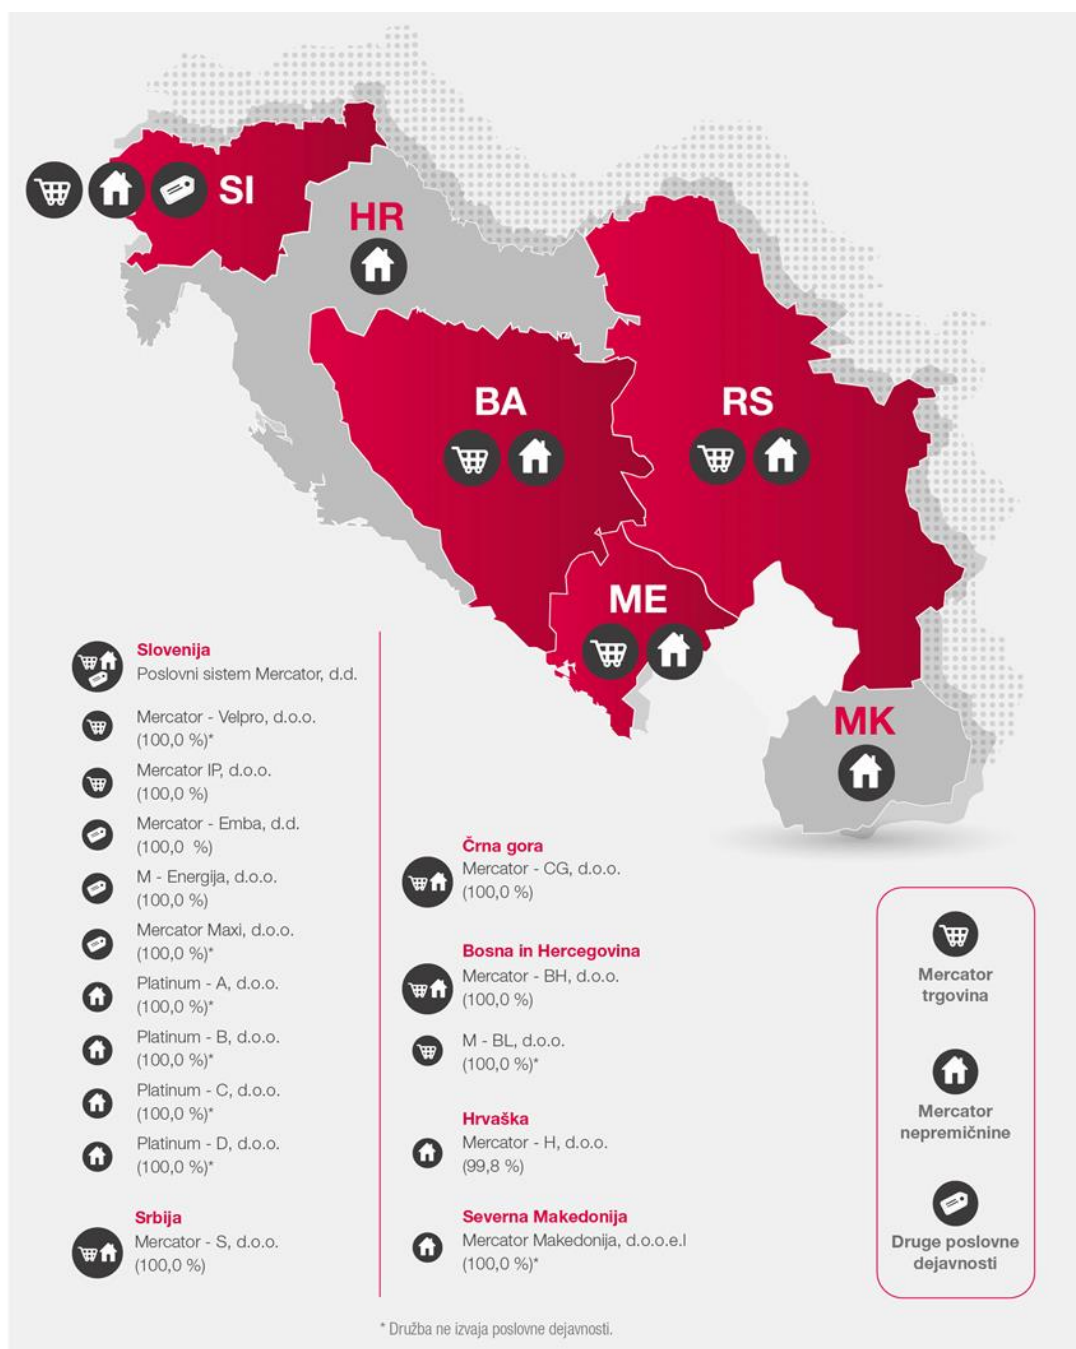 SI
HR
BA
RS
ME
MK
Slovenija
Poslovni sistem Mercator, d.d.
Mercator - Velpro, d.o.o.
(100,0 %)*
Mercator IP, d.o.o.
(100,0 %)
Mercator - Emba, d.d.
(100,0  %)
M - Energija, d.o.o.
(100,0 %)
Mercator Maxi, d.o.o.
(100,0 %)*
Platinum - A, d.o.o.
(100,0 %)*
Platinum - B, d.o.o.
(100,0 %)*
Platinum - C, d.o.o.
(100,0 %)*
Platinum - D, d.o.o.
(100,0 %)*
Srbija
Mercator - S, d.o.o.
(100,0 %)
Črna gora
Mercator - CG, d.o.o.
(100,0 %)
Bosna in Hercegovina
Mercator - BH, d.o.o.
(100,0 %)
M - BL, d.o.o.
(100,0 %)*
Hrvaška
Mercator - H, d.o.o.
(99,8 %)
Severna Makedonija
Mercator Makedonija, d.o.o.e.l
(100,0 %)*
Mercator
trgovina
Mercator
nepremičnine
Druge poslovne
dejavnosti
* Družba ne izvaja poslovne dejavnosti.